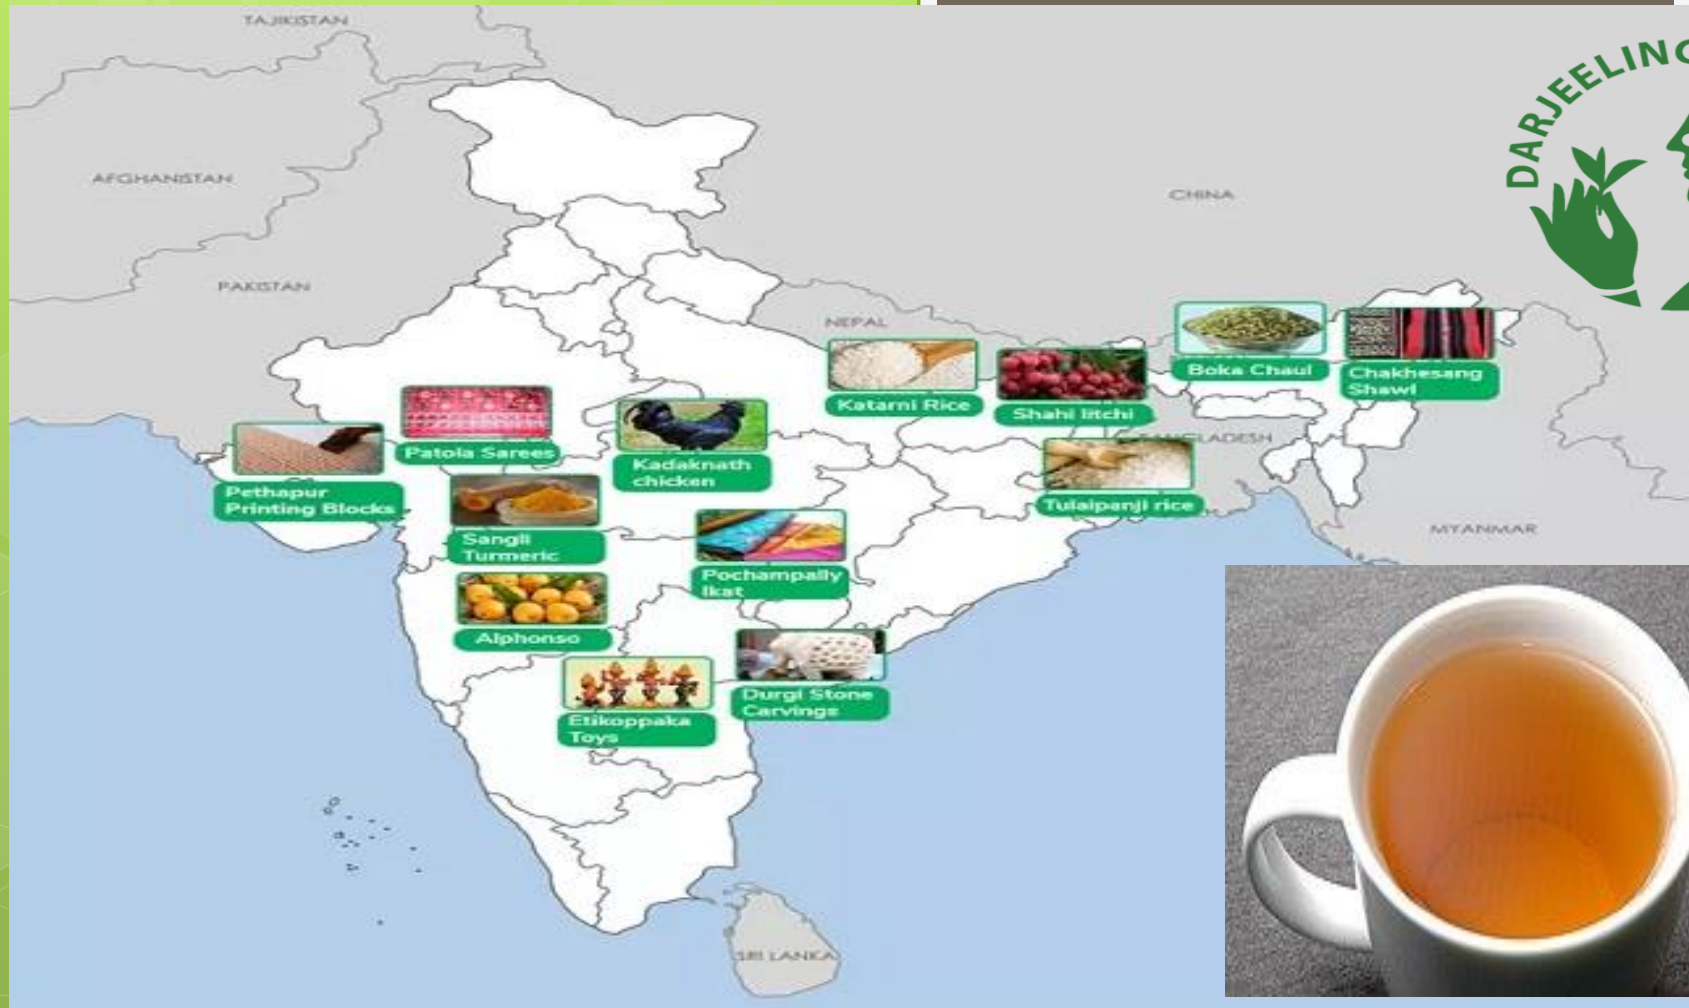 TAJIKISTAN
DARJEELING
AFGHANISTAN
CHINA
PAKISTAN
NEPAL
Boka Chaul
Chakhesang
Shawl
Katarni Rice
Shahi litchi
Patola Sarees
BANGLADESH
Kadaknath
chicken
Pethapur
Printing Blocks
Tulaipanji rice
Sangli
Turmeric
MYANMAR
Pochampally
Ikat
Alphonso
Durgi Stone
Carvings
Etikoppaka
Toys
SRI LANKA